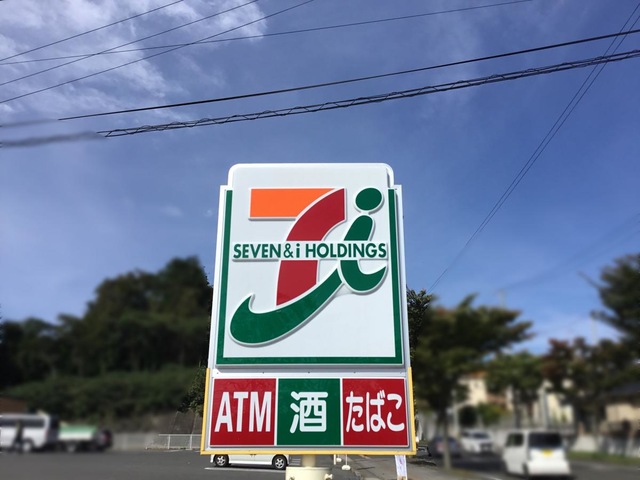 SEVEN&i HOLDINGS
ATM 酒 たばこ